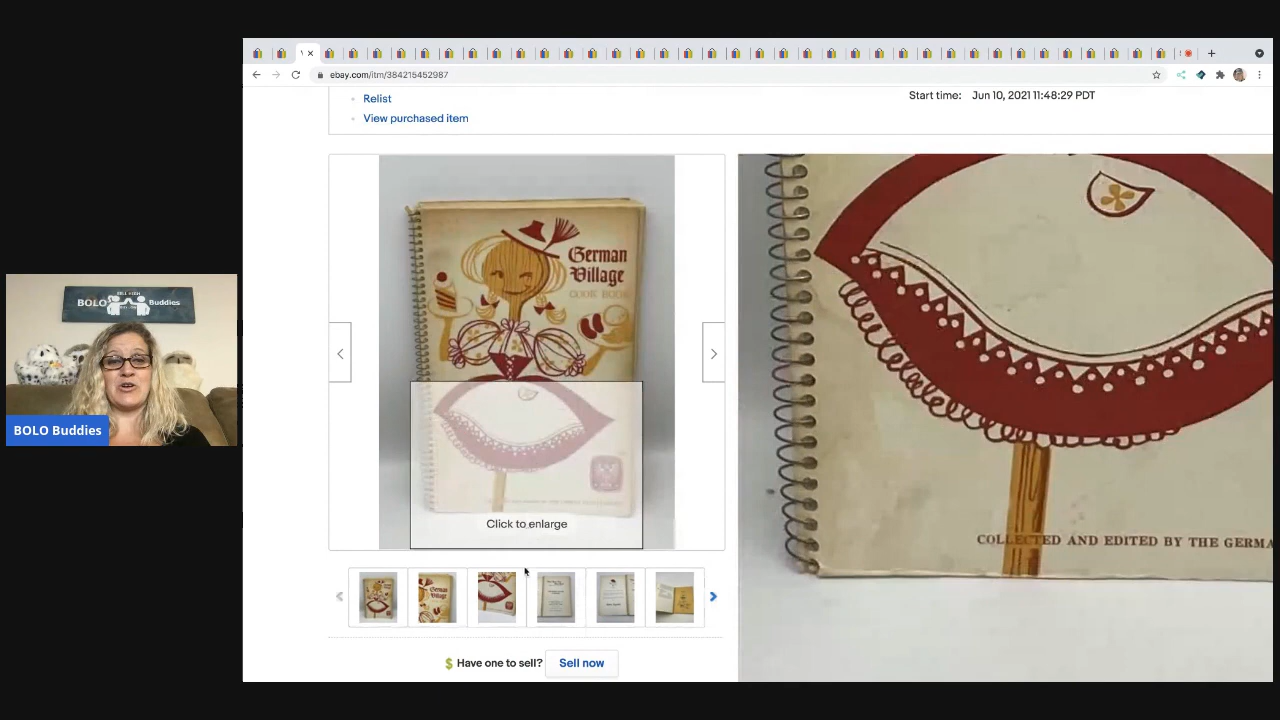 ebay.com/itm/384215452987
Relist
View purchased item
Start time: Jun 10, 2021 11:48:29 PDT
German
Village
COOK BOOK
Click to enlarge
COLLECTED AND EDITED BY THE GERMA
$ Have one to sell? Sell now
BOLO Buddies
BOLO Buddies